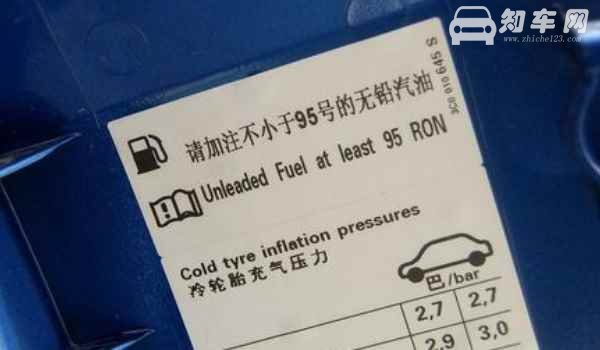 知车网
www.zhiche123.com
3C0 010 645 S
请加注不小于95号的无铅汽油
Unleaded Fuel at least 95 RON
Cold tyre inflation pressures
冷轮胎充气压力
巴/bar
2,7 2,7
2,9 3,0